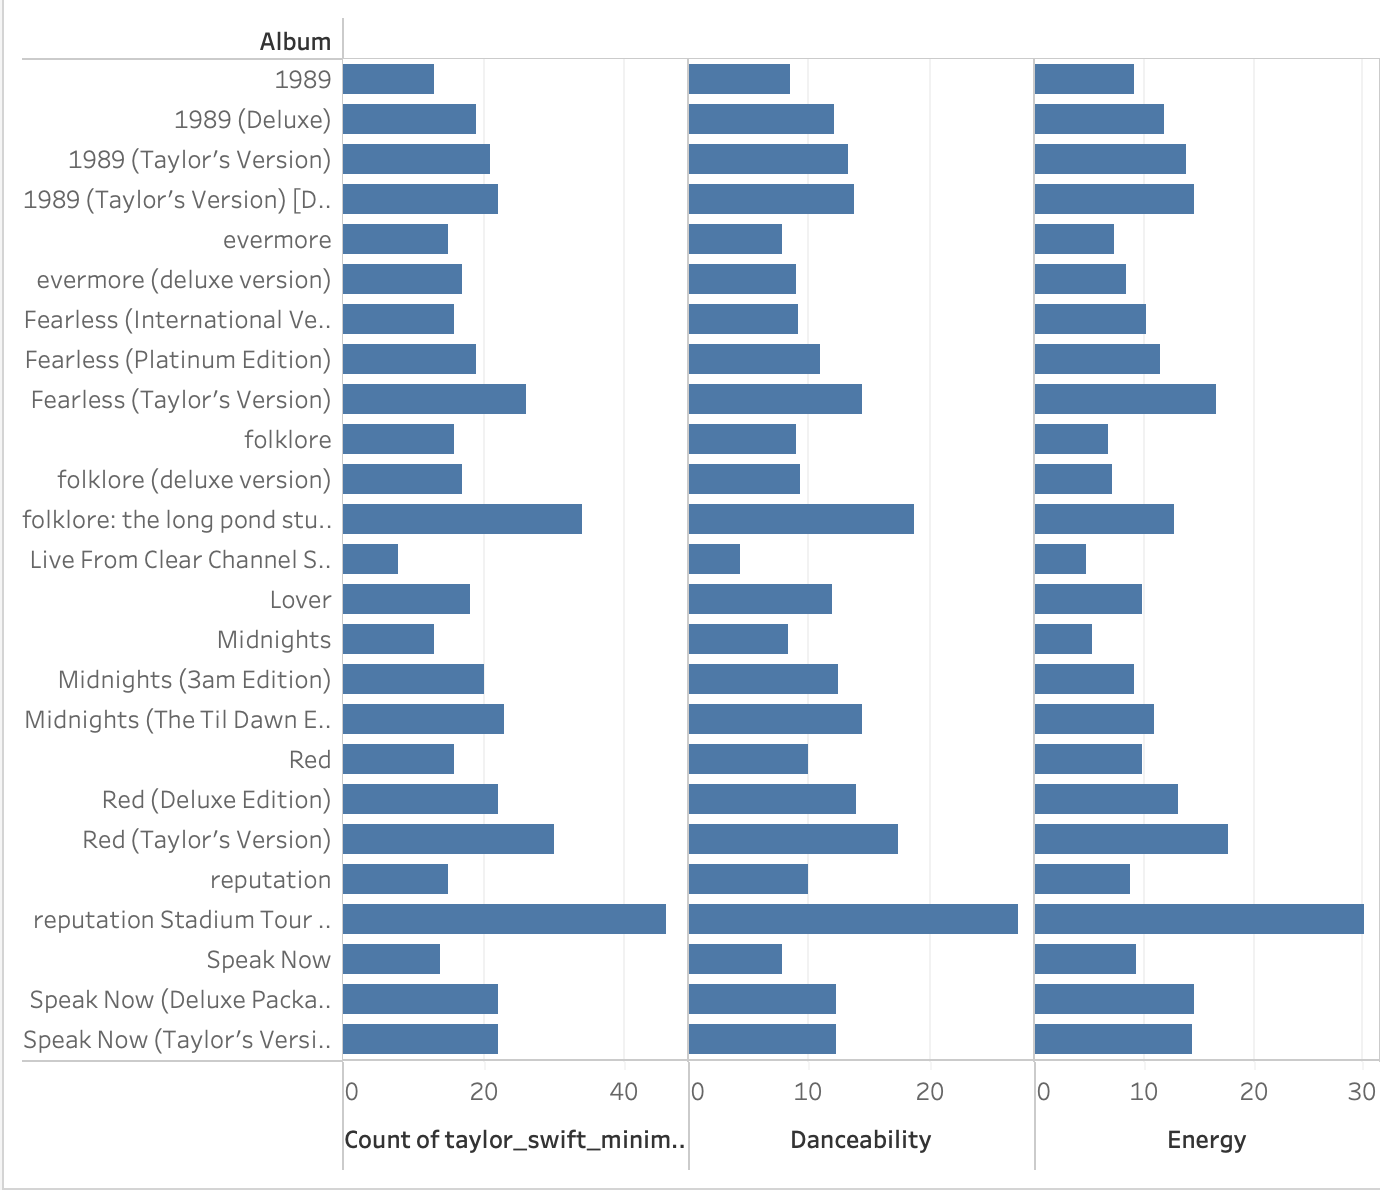 Album
1989
1989 (Deluxe)
1989 (Taylor’s Version)
1989 (Taylor’s Version) [D..
evermore
evermore (deluxe version)
Fearless (International Ve..
Fearless (Platinum Edition)
Fearless (Taylor’s Version)
folklore
folklore (deluxe version)
folklore: the long pond stu..
Live From Clear Channel S..
Lover
Midnights
Midnights (3am Edition)
Midnights (The Til Dawn E..
Red
Red (Deluxe Edition)
Red (Taylor’s Version)
reputation
reputation Stadium Tour ..
Speak Now
Speak Now (Deluxe Packa..
Speak Now (Taylor’s Versi..
0 20 40 0 10 20 0 10 20 30
Count of taylor_swift_minim.. Danceability Energy